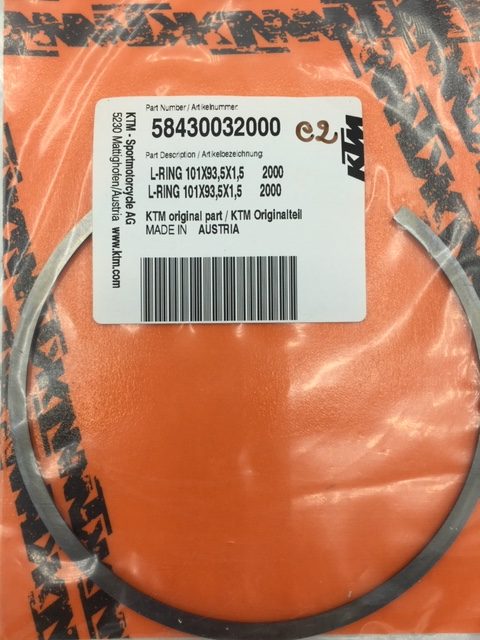 Part Number / Artikelnummer
58430032000
C2
KTM
Part Description / Artikelbezeichnung
L-RING 101X93,5X1,5 2000
L-RING 101X93,5X1,5 2000
KTM original part / KTM Originalteil
MADE IN AUSTRIA
KTM - Sportmotorcycle AG
5230 Mattighofen/Austria www.ktm.com